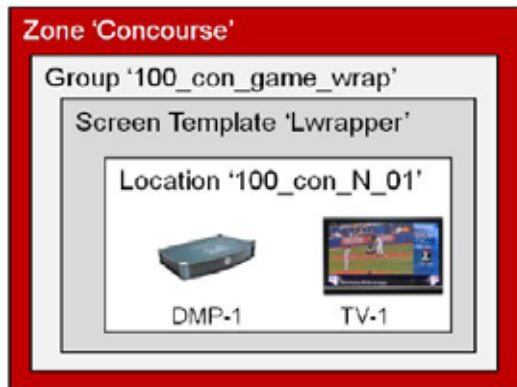 Zone ‘Concourse’
Group ‘100_con_game_wrap’
Screen Template ‘Lwrapper’
Location ‘100_con_N_01’
DMP-1
TV-1